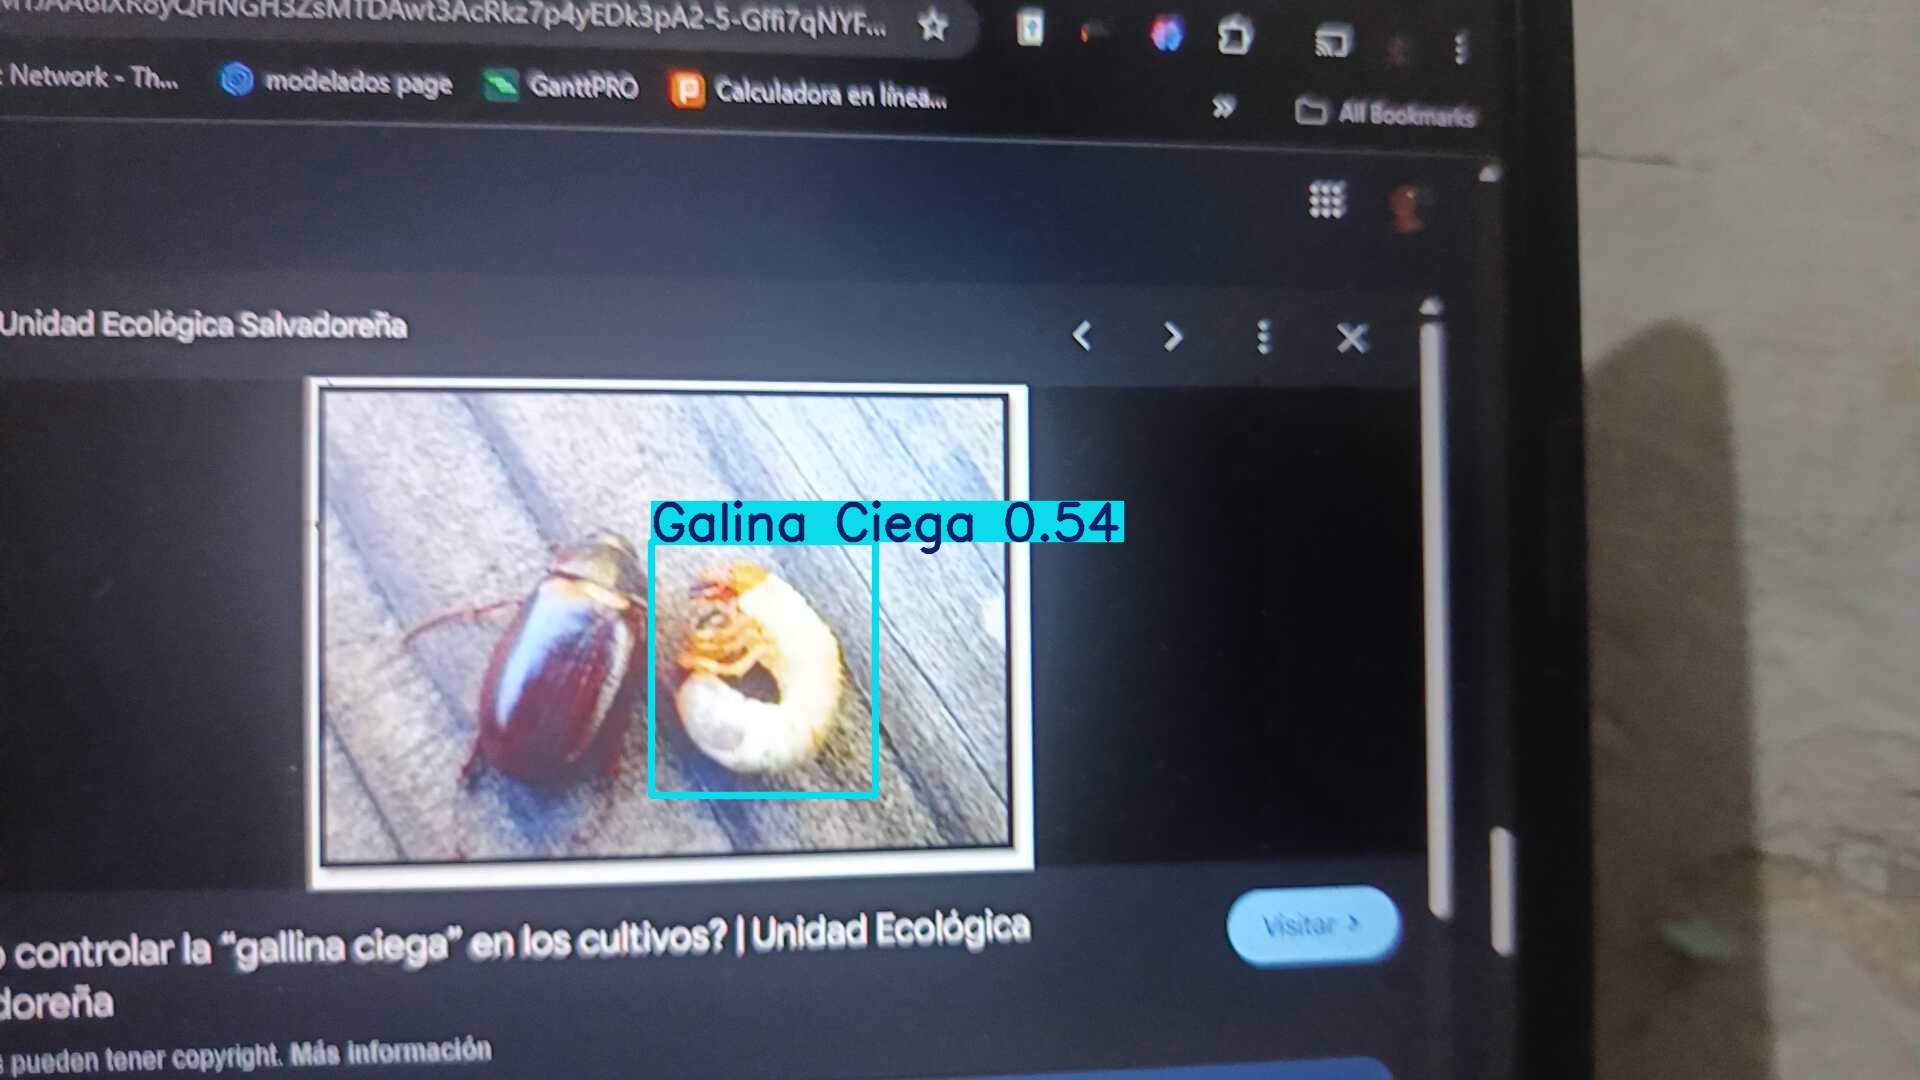 Network - Th... modelados page GanttPRO Calculadora en línea... All Bookmarks
Unidad Ecológica Salvadoreña
Galina Ciega 0.54
controlar la “gallina ciega” en los cultivos? | Unidad Ecológica
doreña
Visitar
pueden tener copyright. Más información